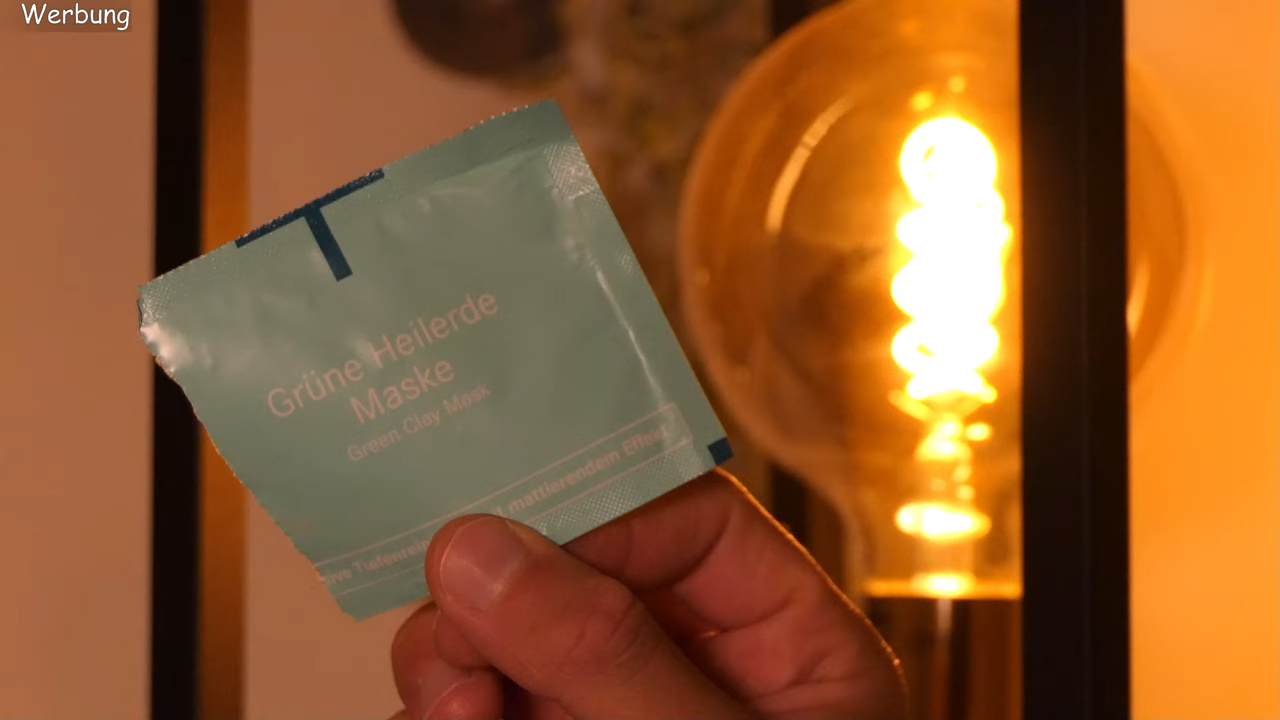 Werbung
Grüne Heilerde
Maske
Green Clay Mask
mattierendem Effekt